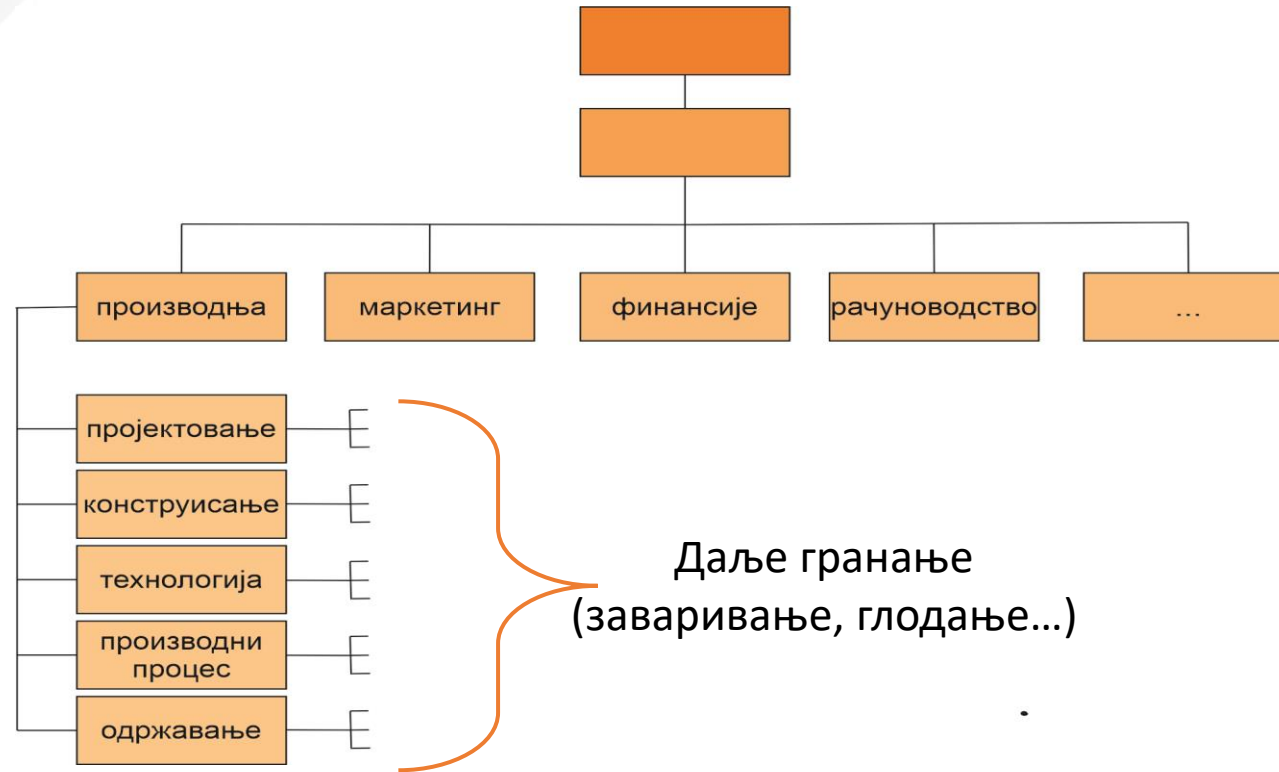 производња
маркетинг
финансије
рачуноводство
...
пројектовање
конструисање
технологија
производни
процес
одржавање
Даље гранање
(заваривање, глодање...)